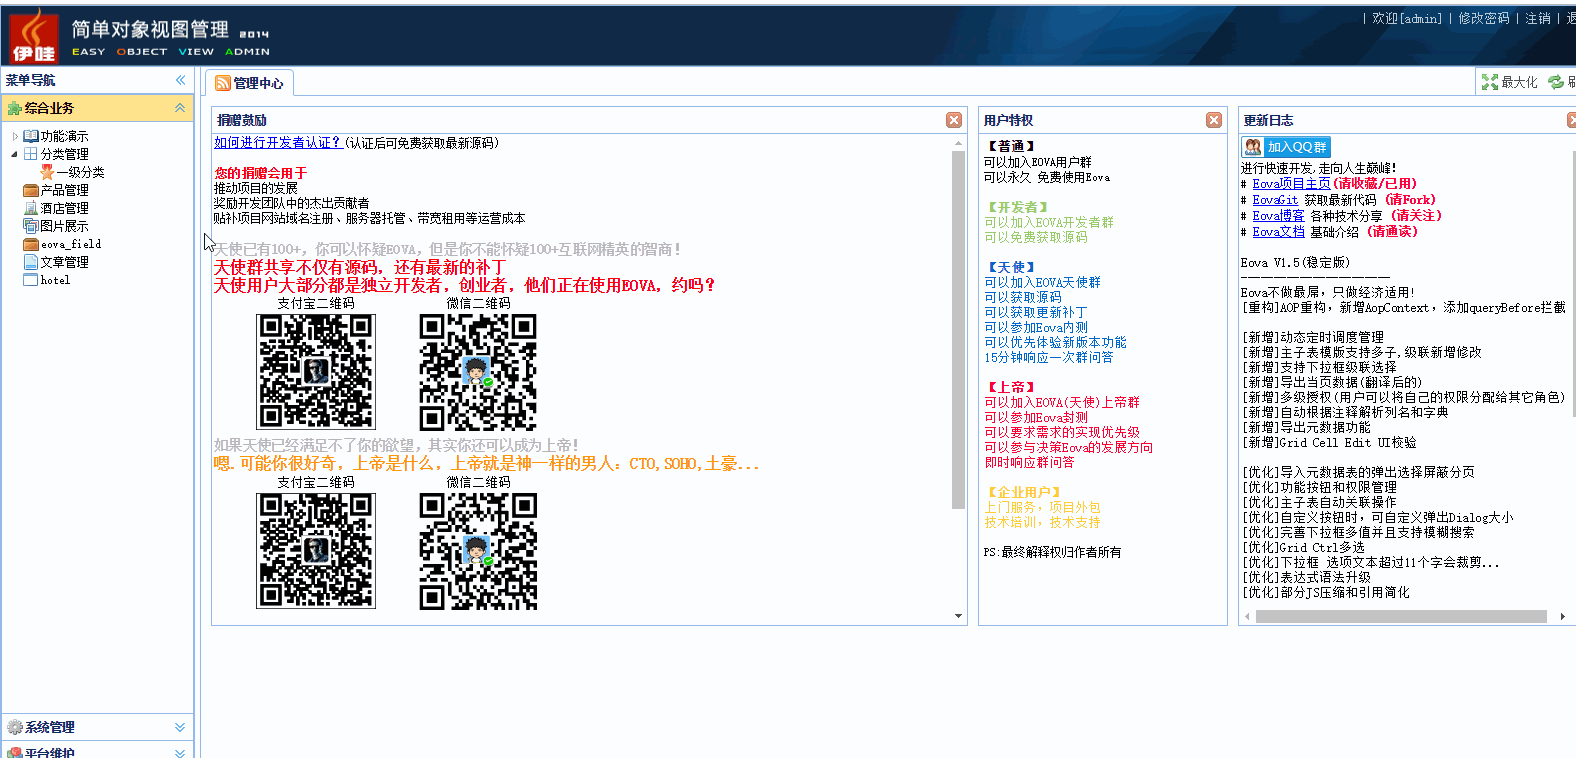 伊哇
简单对象视图管理 2014
EASY OBJECT VIEW ADMIN
| 欢迎[admin] | 修改密码 | 注销 |
菜单导航
综合业务
功能演示
分类管理
一级分类
产品管理
酒店管理
图片展示
eova_field
文章管理
hotel
系统管理
平台维护
管理中心
最大化
捐赠鼓励
如何进行开发者认证？(认证后可免费获取最新源码)
您的捐赠会用于
推动项目的发展
奖励开发团队中的杰出贡献者
贴补项目网站域名注册、服务器托管、带宽租用等运营成本
天使已有100+，你可以怀疑EOVA，但是你不能怀疑100+互联网精英的智商！
天使群共享不仅有源码，还有最新的补丁
天使用户大部分都是独立开发者，创业者，他们正在使用EOVA，约吗？
支付宝二维码 微信二维码
如果天使已经满足不了你的欲望，其实你还可以成为上帝！
嗯.可能你很好奇，上帝是什么，上帝就是神一样的男人：CTO,SOHO,土豪...
支付宝二维码 微信二维码
用户特权
【普通】
可以加入EOVA用户群
可以永久 免费使用Eova
【开发者】
可以加入EOVA开发者群
可以免费获取源码
【天使】
可以加入EOVA天使群
可以获取源码
可以获取更新补丁
可以参加Eova内测
可以优先体验新版本功能
15分钟响应一次群问答
【上帝】
可以加入EOVA(天使)上帝群
可以参加Eova封测
可以要求需求的实现优先级
可以参与决策Eova的发展方向
即时响应群问答
【企业用户】
上门服务，项目外包
技术培训，技术支持
PS:最终解释权归作者所有
更新日志
加入QQ群
进行快速开发,走向人生巅峰!
# Eova项目主页(请收藏/已用)
# EovaGit 获取最新代码 (请Fork)
# Eova博客 各种技术分享 (请关注)
# Eova文档 基础介绍 (请通读)
Eova V1.5(稳定版)
-------------------
Eova不做最屌，只做经济适用!
[重构]AOP重构，新增AopContext，添加queryBefore拦截
[新增]动态定时调度管理
[新增]主子表模版支持多子,级联新增修改
[新增]支持下拉框级联选择
[新增]导出当页数据(翻译后的)
[新增]多级授权(用户可以将自己的权限分配给其它角色)
[新增]自动根据注释解析列名和字典
[新增]导出元数据功能
[新增]Grid Cell Edit UI校验
[优化]导入元数据表的弹出选择屏蔽分页
[优化]功能按钮和权限管理
[优化]主子表自动关联操作
[优化]自定义按钮时，可自定义弹出Dialog大小
[优化]完善下拉框多值并且支持模糊搜索
[优化]Grid Ctrl多选
[优化]下拉框 选项文本超过11个字会裁剪...
[优化]表达式语法升级
[优化]部分JS压缩和引用简化